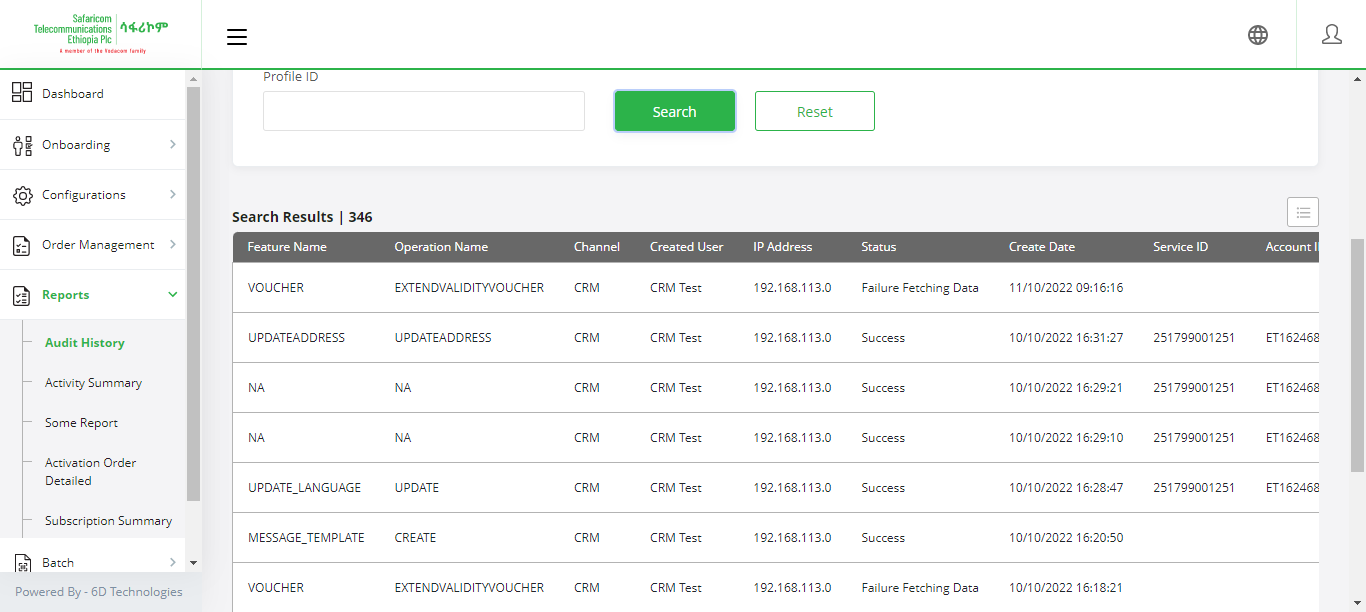 Safaricom
Telecommunications
Ethiopia Plc
ሳፋሪኮም
A member of the Vodacom family
Dashboard
Onboarding
Configurations
Order Management
Reports
Audit History
Activity Summary
Some Report
Activation Order
Detailed
Subscription Summary
Batch
Powered By - 6D Technologies
Profile ID
Search
Reset
Search Results | 346
Feature Name Operation Name Channel Created User IP Address Status Create Date Service ID Account I
VOUCHER EXTENDVALIDITYVOUCHER CRM CRM Test 192.168.113.0 Failure Fetching Data 11/10/2022 09:16:16
UPDATEADDRESS UPDATEADDRESS CRM CRM Test 192.168.113.0 Success 10/10/2022 16:31:27 251799001251 ET162468
NA NA CRM CRM Test 192.168.113.0 Success 10/10/2022 16:29:21 251799001251 ET162468
NA NA CRM CRM Test 192.168.113.0 Success 10/10/2022 16:29:10 251799001251 ET162468
UPDATE_LANGUAGE UPDATE CRM CRM Test 192.168.113.0 Success 10/10/2022 16:28:47 251799001251 ET162468
MESSAGE_TEMPLATE CREATE CRM CRM Test 192.168.113.0 Success 10/10/2022 16:20:50
VOUCHER EXTENDVALIDITYVOUCHER CRM CRM Test 192.168.113.0 Failure Fetching Data 10/10/2022 16:18:21